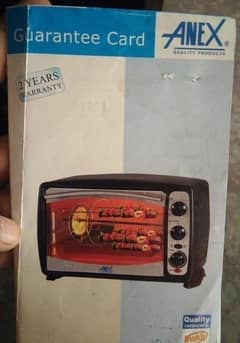 Guarantee Card
ANEX®
QUALITY PRODUCTS
2 YEARS
WARRANTY
ANEX
Quality